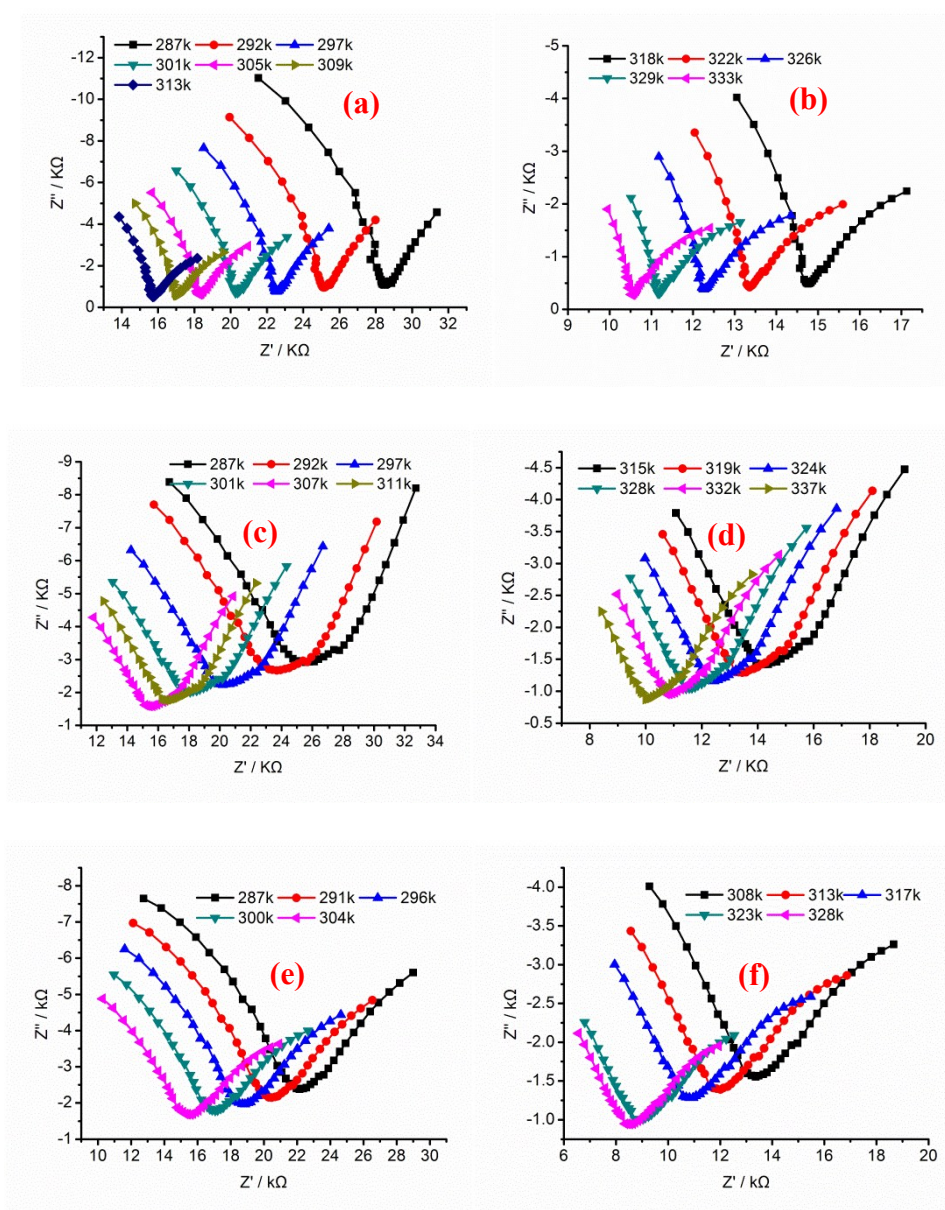 287k 292k 297k
301k 305k 309k
313k
(a)
-12
-10
-8
-6
-4
-2
0
Z'' / KΩ
14 16 18 20 22 24 26 28 30 32 34
Z' / KΩ
318k 322k 326k
329k 333k
(b)
-5
-4
-3
-2
-1
0
Z'' / KΩ
9 10 11 12 13 14 15 16 17
Z' / KΩ
287k 292k 297k
301k 307k 311k
(c)
-9
-8
-7
-6
-5
-4
-3
-2
-1
Z'' / KΩ
12 14 16 18 20 22 24 26 28 30 32 34
Z' / KΩ
315k 319k 324k
328k 332k 337k
(d)
-4.5
-4.0
-3.5
-3.0
-2.5
-2.0
-1.5
-1.0
-0.5
Z'' / KΩ
8 10 12 14 16 18 20
Z' / KΩ
287k 291k 296k
300k 304k
(e)
-8
-7
-6
-5
-4
-3
-2
-1
Z'' / kΩ
10 12 14 16 18 20 22 24 26 28 30
Z' / kΩ
308k 313k 317k
323k 328k
(f)
-4.0
-3.5
-3.0
-2.5
-2.0
-1.5
-1.0
Z'' / kΩ
6 8 10 12 14 16 18 20
Z' / kΩ